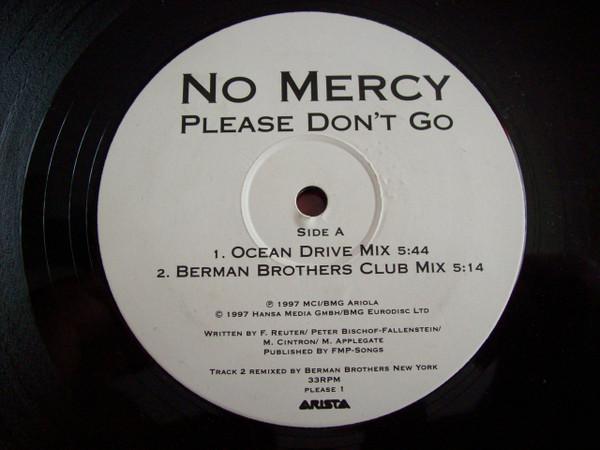 No Mercy
Please Don't Go
Side A
1. Ocean Drive Mix 5:44
2. Berman Brothers Club Mix 5:14
℗ 1997 MCI/BMG Ariola
© 1997 Hansa Media GmbH/BMG Eurodisc Ltd
Written by F. Reuter/ Peter Bischof-Fallenstein/
M. Cintron/ M. Applegate
Published By FMP-Songs
Track 2 remixed by Berman Brothers New York
33RPM
PLEASE 1
ARISTA